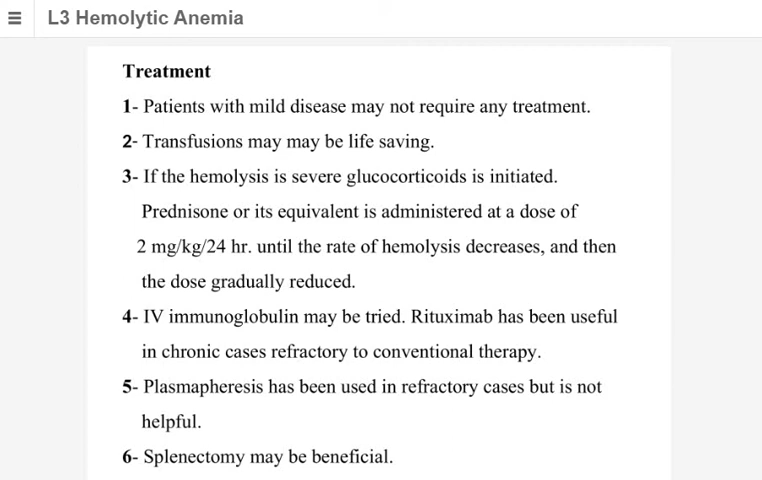 L3 Hemolytic Anemia
Treatment
1- Patients with mild disease may not require any treatment.
2- Transfusions may may be life saving.
3- If the hemolysis is severe glucocorticoids is initiated.
Prednisone or its equivalent is administered at a dose of
2 mg/kg/24 hr. until the rate of hemolysis decreases, and then
the dose gradually reduced.
4- IV immunoglobulin may be tried. Rituximab has been useful
in chronic cases refractory to conventional therapy.
5- Plasmapheresis has been used in refractory cases but is not
helpful.
6- Splenectomy may be beneficial.